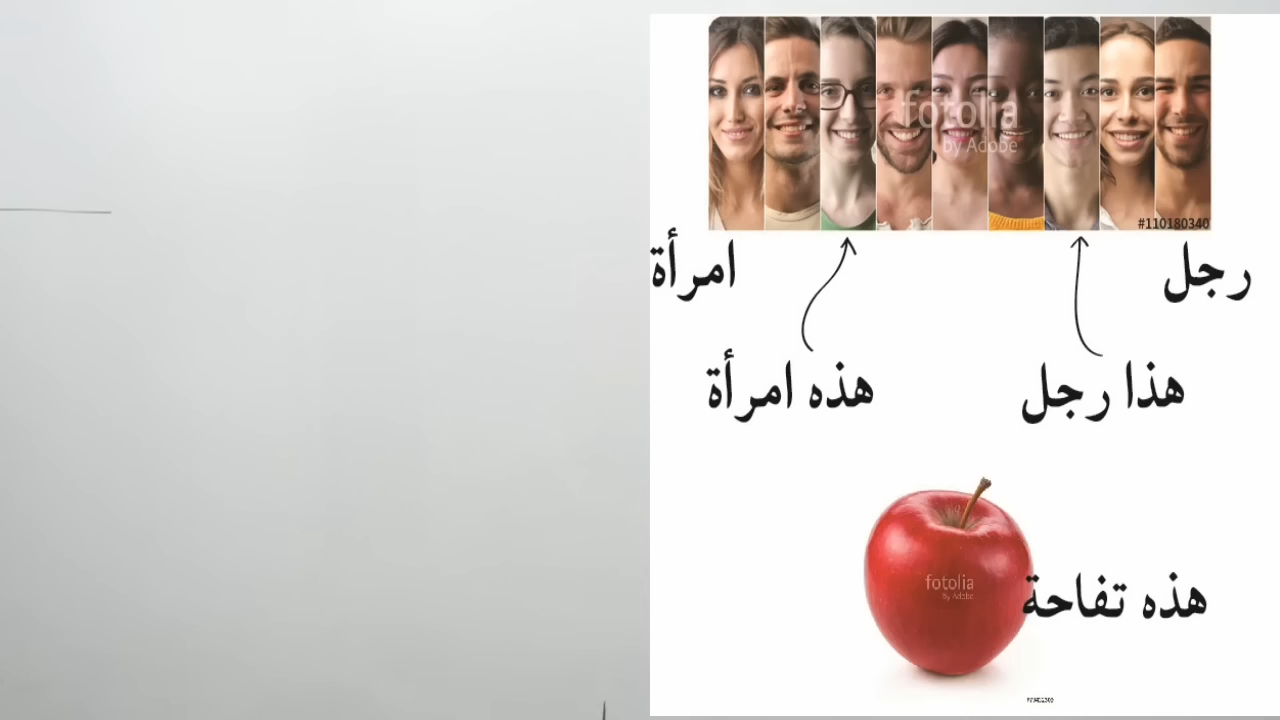 fotolia
by Adobe
#110180340
رجل امرأة
هذا رجل هذه امرأة
fotolia
by Adobe
هذه تفاحة